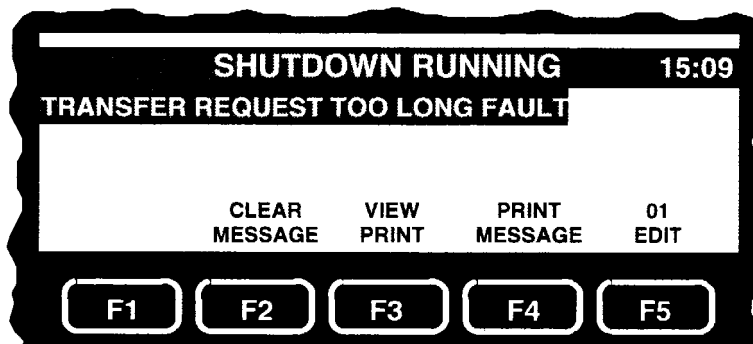 SHUTDOWN RUNNING 15:09
TRANSFER REQUEST TOO LONG FAULT
CLEAR VIEW PRINT 01
MESSAGE PRINT MESSAGE EDIT
F1 F2 F3 F4 F5